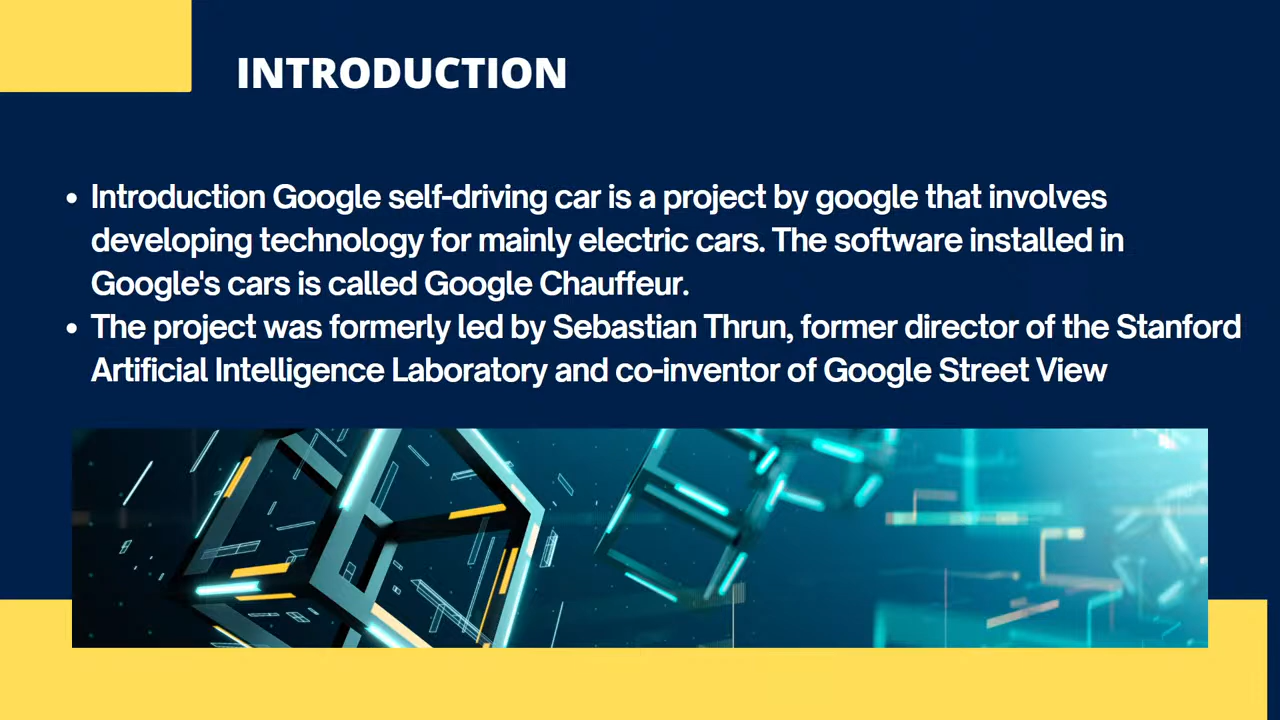 INTRODUCTION
• Introduction Google self-driving car is a project by google that involves
developing technology for mainly electric cars. The software installed in
Google's cars is called Google Chauffeur.
• The project was formerly led by Sebastian Thrun, former director of the Stanford
Artificial Intelligence Laboratory and co-inventor of Google Street View